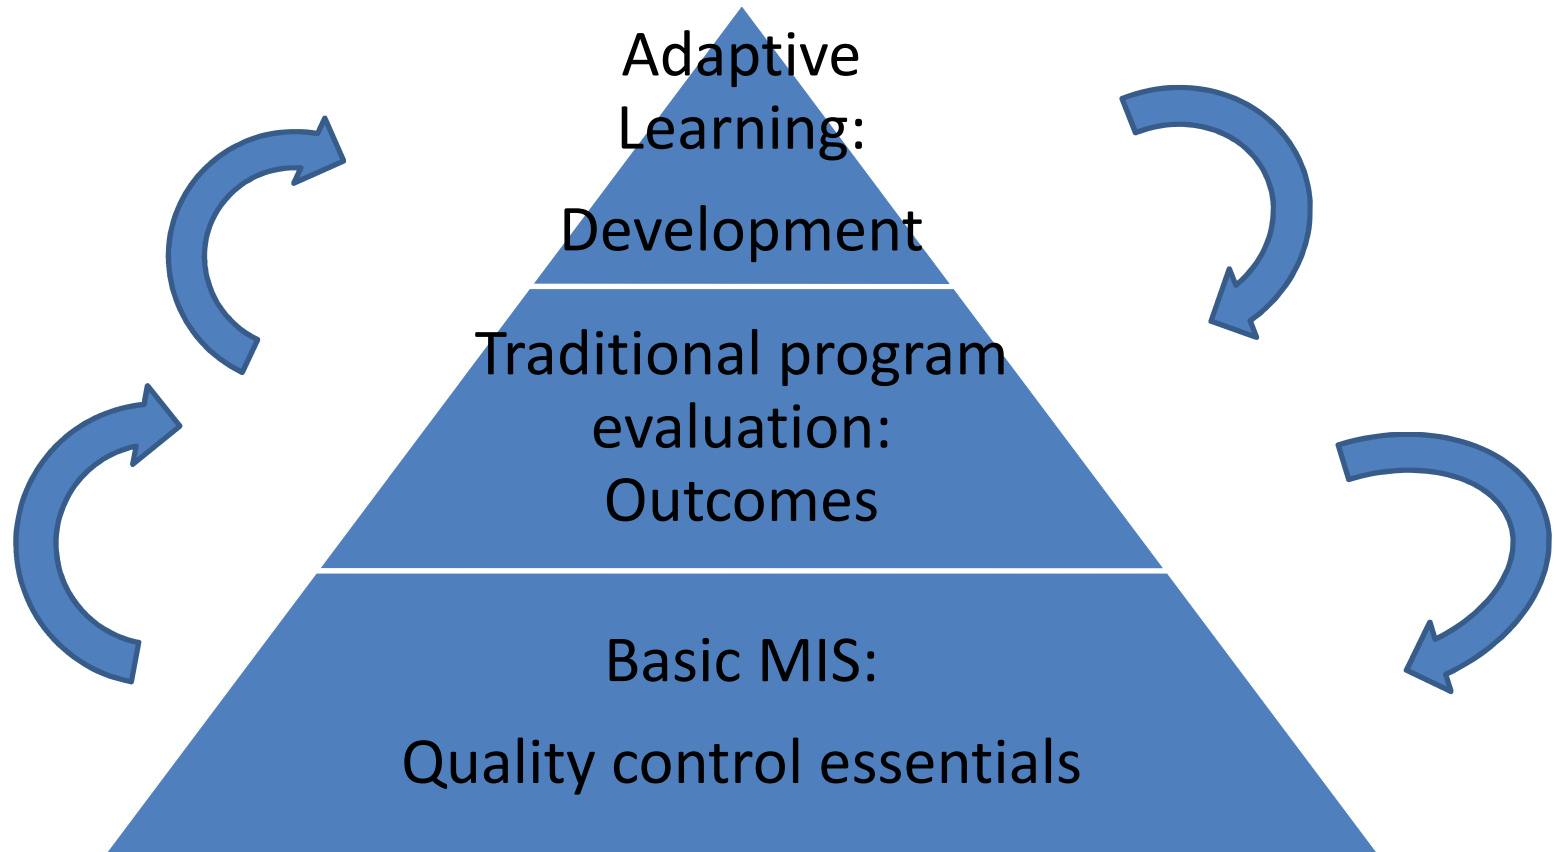 Adaptive
Learning:
Development
Traditional program
evaluation:
Outcomes
Basic MIS:
Quality control essentials